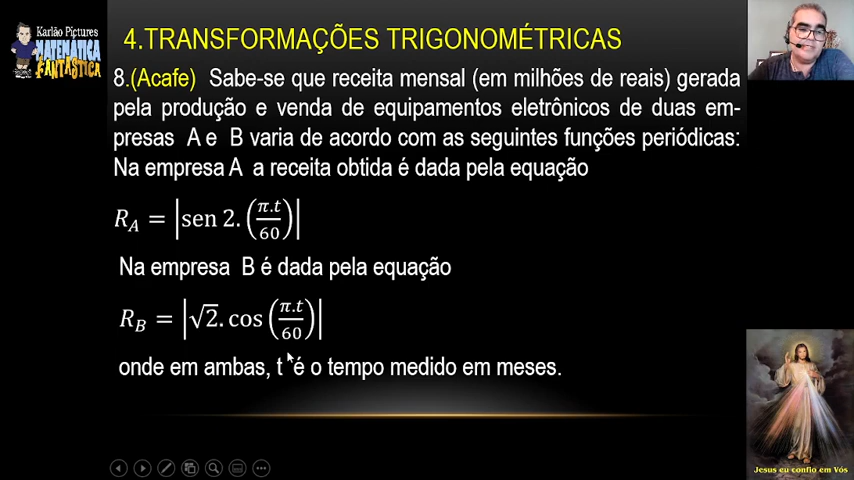 Karlão Pictures
MATEMÁTICA
FANTÁSTICA
4.TRANSFORMAÇÕES TRIGONOMÉTRICAS
8.(Acafe) Sabe-se que receita mensal (em milhões de reais) gerada
pela produção e venda de equipamentos eletrônicos de duas em-
presas A e B varia de acordo com as seguintes funções periódicas:
Na empresa A a receita obtida é dada pela equação
R_A = |sen 2. (π.t/60)|
Na empresa B é dada pela equação
R_B = |√2. cos (π.t/60)|
onde em ambas, t é o tempo medido em meses.
Jesus eu confio em Vós